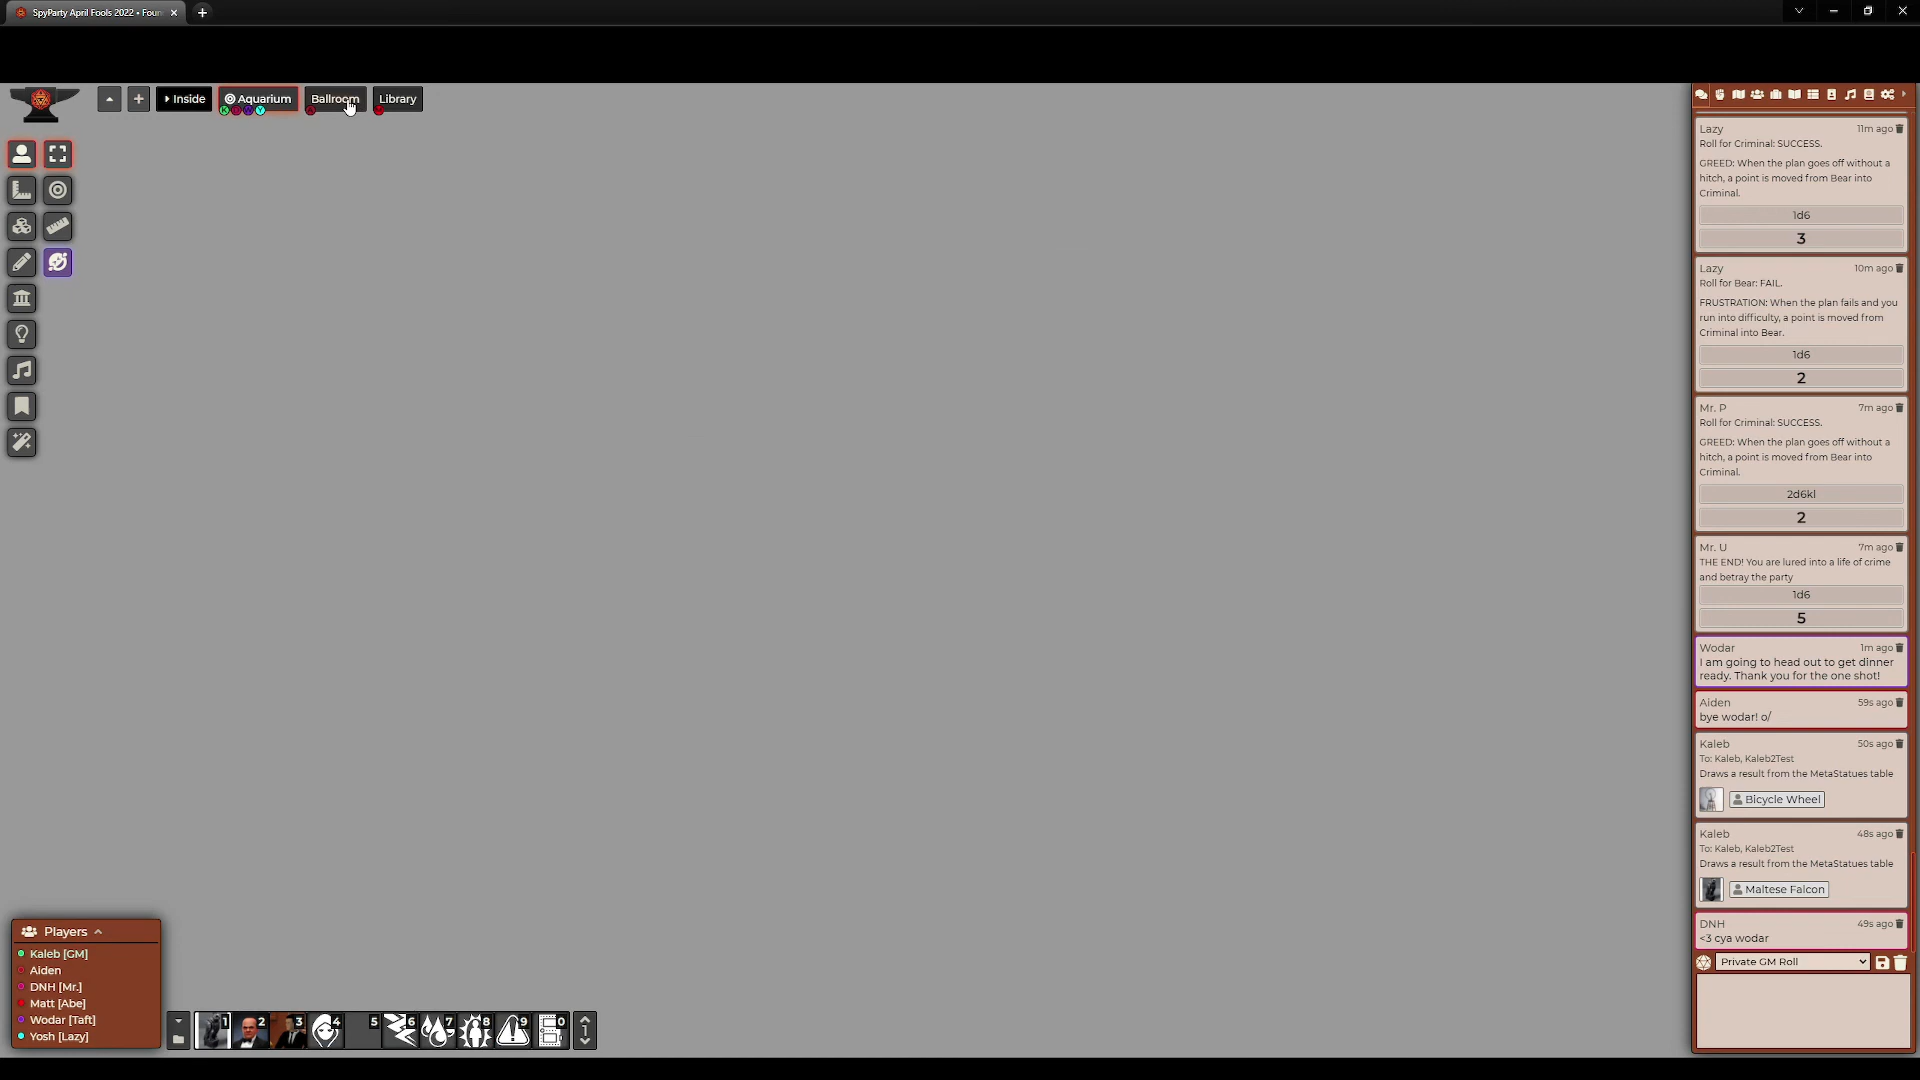 SpyParty April Fools 2022 • Foun
Inside
Aquarium
Ballroom
Library
K
D
W
Y
A
Lazy
11m ago
Roll for Criminal: SUCCESS.
GREED: When the plan goes off without a
hitch, a point is moved from Bear into
Criminal.
1d6
3
Lazy
10m ago
Roll for Bear: FAIL.
FRUSTRATION: When the plan fails and you
run into difficulty, a point is moved from
Criminal into Bear.
1d6
2
Mr. P
7m ago
Roll for Criminal: SUCCESS.
GREED: When the plan goes off without a
hitch, a point is moved from Bear into
Criminal.
2d6kl
2
Mr. U
7m ago
THE END! You are lured into a life of crime
and betray the party
1d6
5
Wodar
1m ago
I am going to head out to get dinner
ready. Thank you for the one shot!
Aiden
59s ago
bye wodar! o/
Kaleb
50s ago
To: Kaleb, Kaleb2Test
Draws a result from the MetaStatues table
Bicycle Wheel
Kaleb
48s ago
To: Kaleb, Kaleb2Test
Draws a result from the MetaStatues table
Maltese Falcon
DNH
49s ago
<3 cya wodar
Private GM Roll
Players
Kaleb [GM]
Aiden
DNH [Mr.]
Matt [Abe]
Wodar [Taft]
Yosh [Lazy]
1
2
3
4
5
6
7
8
9
0
1